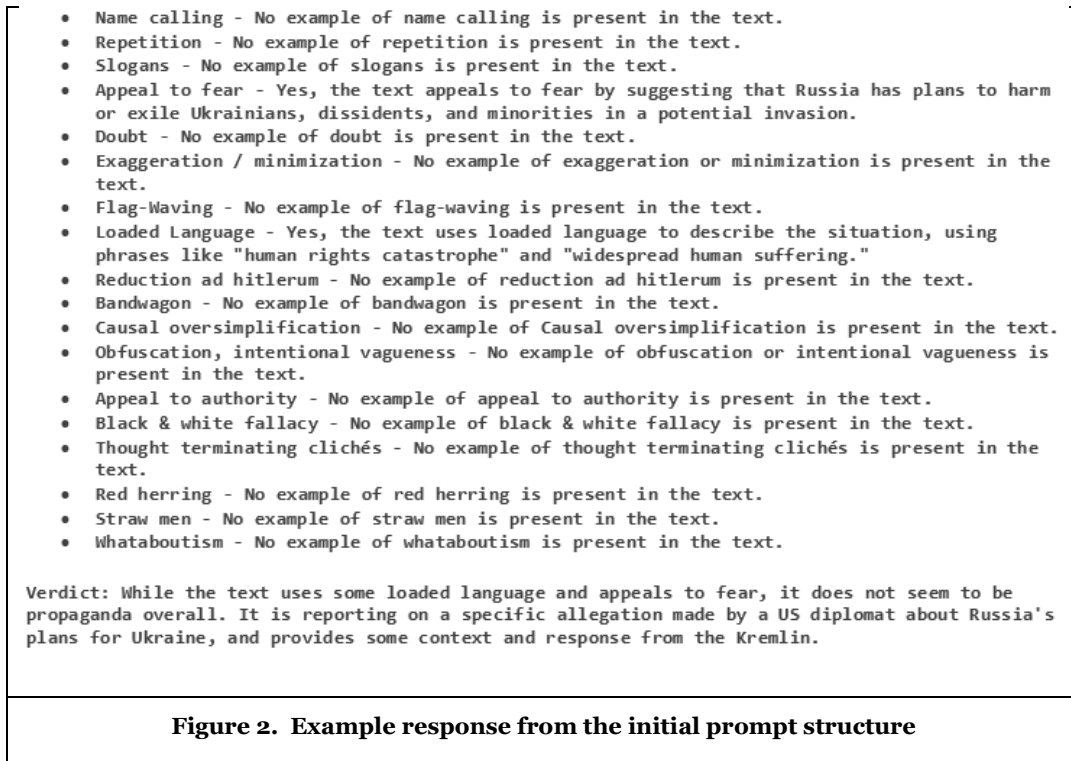 • Name calling - No example of name calling is present in the text.
• Repetition - No example of repetition is present in the text.
• Slogans - No example of slogans is present in the text.
• Appeal to fear - Yes, the text appeals to fear by suggesting that Russia has plans to harm
or exile Ukrainians, dissidents, and minorities in a potential invasion.
• Doubt - No example of doubt is present in the text.
• Exaggeration / minimization - No example of exaggeration or minimization is present in the
text.
• Flag-Waving - No example of flag-waving is present in the text.
• Loaded Language - Yes, the text uses loaded language to describe the situation, using
phrases like "human rights catastrophe" and "widespread human suffering."
• Reduction ad hitlerum - No example of reduction ad hitlerum is present in the text.
• Bandwagon - No example of bandwagon is present in the text.
• Causal oversimplification - No example of Causal oversimplification is present in the text.
• Obfuscation, intentional vagueness - No example of obfuscation or intentional vagueness is
present in the text.
• Appeal to authority - No example of appeal to authority is present in the text.
• Black & white fallacy - No example of black & white fallacy is present in the text.
• Thought terminating clichés - No example of thought terminating clichés is present in the
text.
• Red herring - No example of red herring is present in the text.
• Straw men - No example of straw men is present in the text.
• Whataboutism - No example of whataboutism is present in the text.
Verdict: While the text uses some loaded language and appeals to fear, it does not seem to be
propaganda overall. It is reporting on a specific allegation made by a US diplomat about Russia's
plans for Ukraine, and provides some context and response from the Kremlin.
Figure 2. Example response from the initial prompt structure